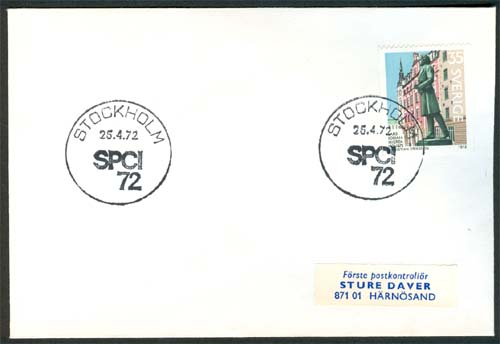 STOCKHOLM
25.4.72
SPCI
72
STOCKHOLM
25.4.72
SPCI
72
35
SVERIGE
Förste postkontrollör
STURE DAVER
871 01 HÄRNÖSAND